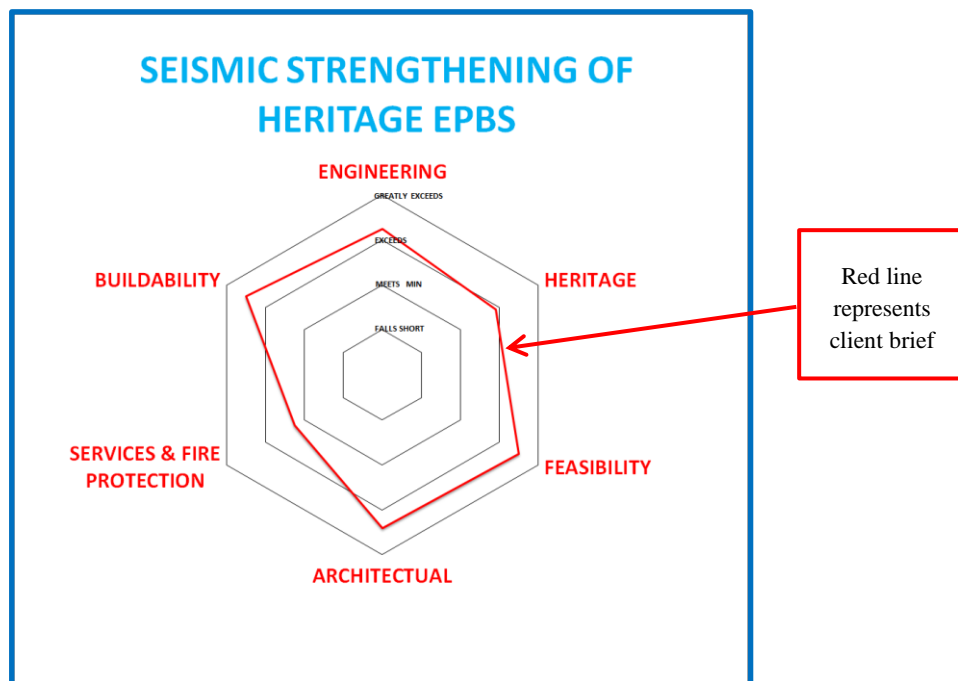 SEISMIC STRENGTHENING OF
HERITAGE EPBS
ENGINEERING
GREATLY EXCEEDS
EXCEEDS
BUILDABILITY
MEETS MIN
HERITAGE
FALLS SHORT
Red line
represents
client brief
SERVICES & FIRE
PROTECTION
FEASIBILITY
ARCHITECTUAL